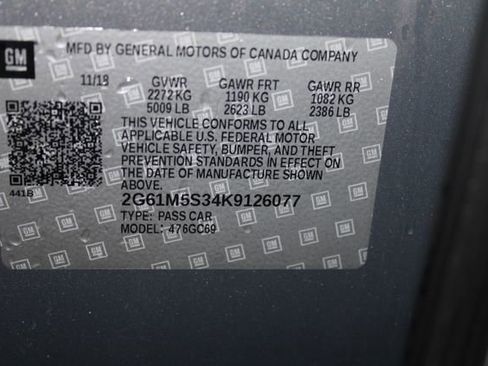 GM
MFD BY GENERAL MOTORS OF CANADA COMPANY
11/18 GVWR GAWR FRT GAWR RR
2272 KG 1190 KG 1082 KG
5009 LB 2623 LB 2386 LB
THIS VEHICLE CONFORMS TO ALL
APPLICABLE U.S. FEDERAL MOTOR
VEHICLE SAFETY, BUMPER, AND THEFT
PREVENTION STANDARDS IN EFFECT ON
THE DATE OF MANUFACTURE SHOWN
ABOVE.
441B
2G61M5S34K9126077
TYPE: PASS CAR
MODEL: 476GC69